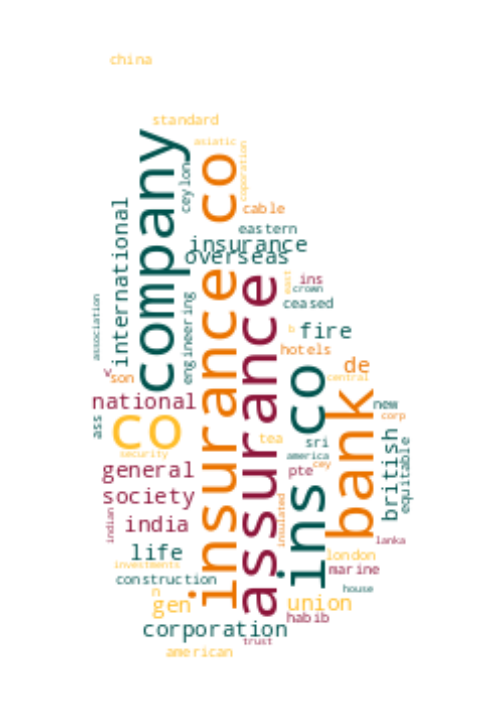 china
standard
asiatic
company
insurance co
coporation
ceylon
cable
international
eastern
insurance
overseas
assurance
east
ins
crown
association
engineering
ceased
b
fire
hotels
ins co
de
v
son
central
national
bank
new
co
corp
ass
tea
sri
british
equitable
security
america
general
cey
pte
society
insulated
indian
india
lanka
life
london
investments
marine
construction
house
n
gen
union
habib
corporation
trust
american